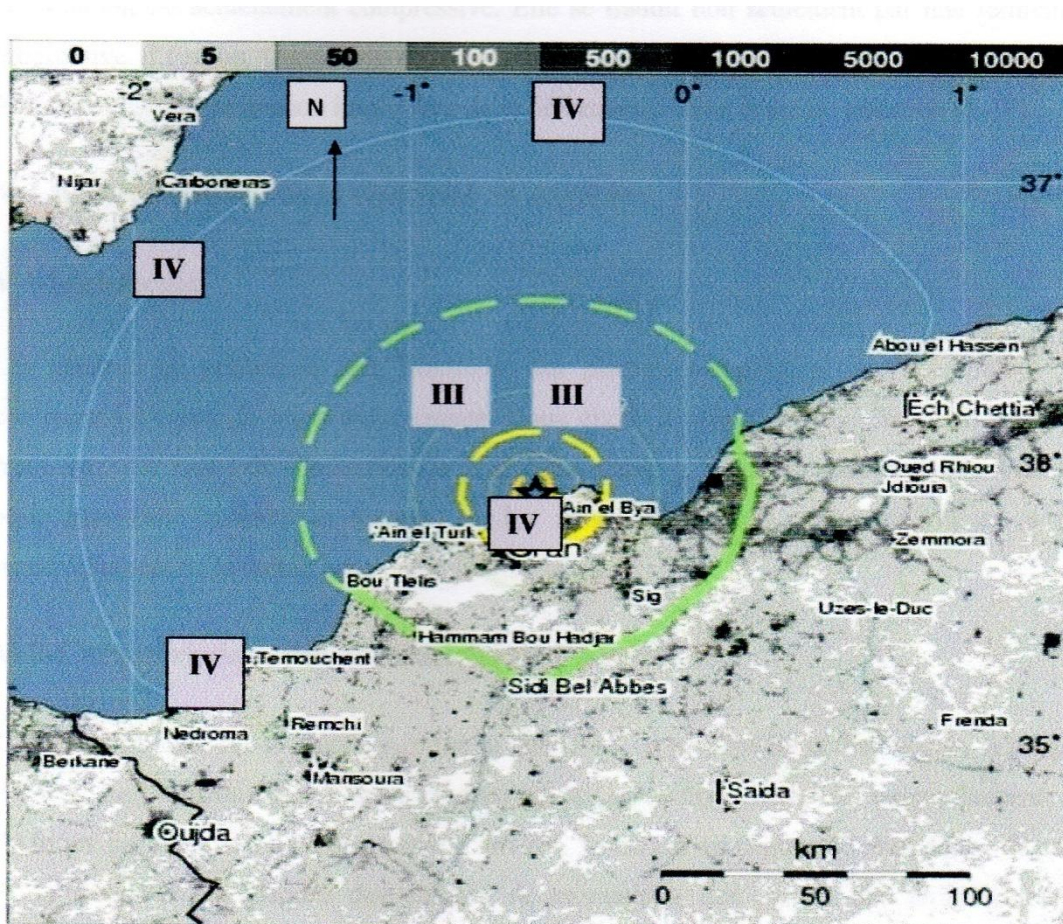 0 5 50 100 500 1000 5000 10000
-2° -1° 0° 1°
N
IV
Vera
Nijar
Carboneras
37°
IV
Abou el Hassen
III III
Ech Chettia
36°
Oued Rhiou
Jdioura
Ain el Bya
IV
'Ain el Turk
Oran
Zemmora
Bou Tlelis
Sig
Uzes-le-Duc
Hammam Bou Hadjar
IV
Temouchent
Sidi Bel Abbes
Nedroma
Remchi
Frenda
35°
Berkane
Mansoura
Saida
Oujda
km
0 50 100